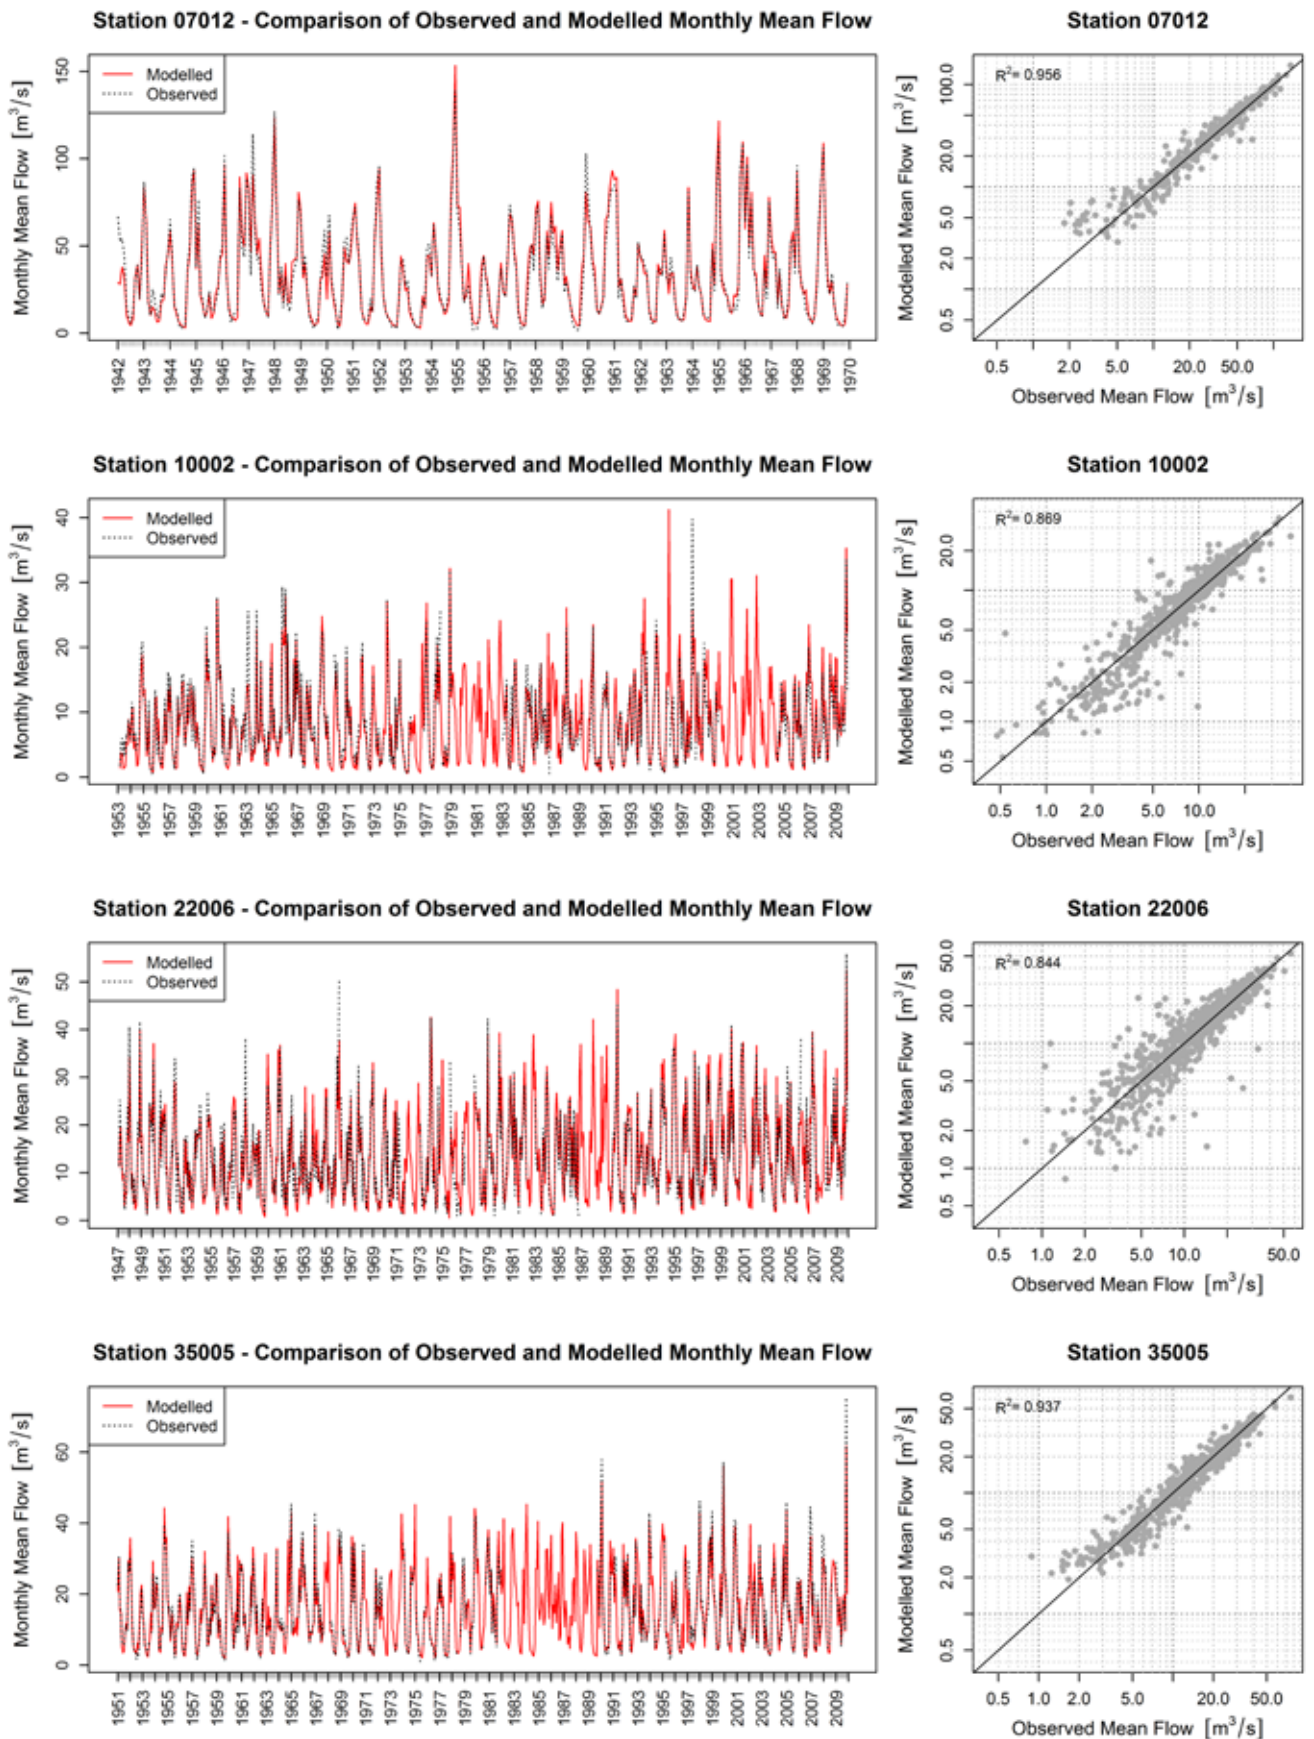 Station 07012 - Comparison of Observed and Modelled Monthly Mean Flow
Station 07012
Monthly Mean Flow [m³/s]
0 50 100 150
Modelled
Observed
1942 1943 1944 1945 1946 1947 1948 1949 1950 1951 1952 1953 1954 1955 1956 1957 1958 1959 1960 1961 1962 1963 1964 1965 1966 1967 1968 1969 1970
Modelled Mean Flow [m³/s]
0.5 2.0 5.0 20.0 100.0
R²= 0.956
0.5 2.0 5.0 20.0 50.0
Observed Mean Flow [m³/s]
Station 10002 - Comparison of Observed and Modelled Monthly Mean Flow
Station 10002
Monthly Mean Flow [m³/s]
0 10 20 30 40
Modelled
Observed
1953 1955 1957 1959 1961 1963 1965 1967 1969 1971 1973 1975 1977 1979 1981 1983 1985 1987 1989 1991 1993 1995 1997 1999 2001 2003 2005 2007 2009
Modelled Mean Flow [m³/s]
0.5 1.0 2.0 5.0 20.0
R²= 0.869
0.5 1.0 2.0 5.0 10.0
Observed Mean Flow [m³/s]
Station 22006 - Comparison of Observed and Modelled Monthly Mean Flow
Station 22006
Monthly Mean Flow [m³/s]
0 10 20 30 40 50
Modelled
Observed
1947 1949 1951 1953 1955 1957 1959 1961 1963 1965 1967 1969 1971 1973 1975 1977 1979 1981 1983 1985 1987 1989 1991 1993 1995 1997 1999 2001 2003 2005 2007 2009
Modelled Mean Flow [m³/s]
0.5 1.0 2.0 5.0 20.0 50.0
R²= 0.844
0.5 1.0 2.0 5.0 10.0 50.0
Observed Mean Flow [m³/s]
Station 35005 - Comparison of Observed and Modelled Monthly Mean Flow
Station 35005
Monthly Mean Flow [m³/s]
0 20 40 60
Modelled
Observed
1951 1953 1955 1957 1959 1961 1963 1965 1967 1969 1971 1973 1975 1977 1979 1981 1983 1985 1987 1989 1991 1993 1995 1997 1999 2001 2003 2005 2007 2009
Modelled Mean Flow [m³/s]
0.5 2.0 5.0 20.0 50.0
R²= 0.937
0.5 1.0 2.0 5.0 20.0 50.0
Observed Mean Flow [m³/s]